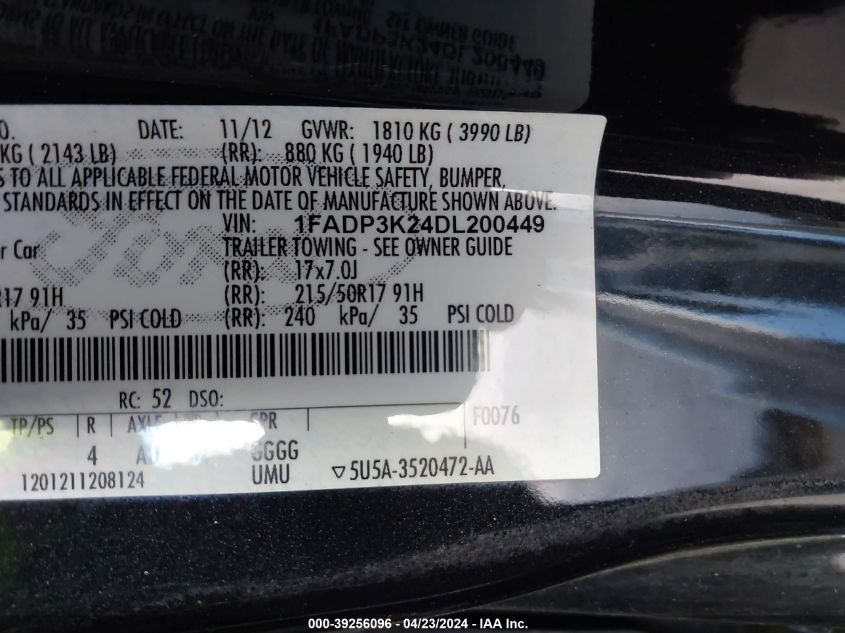 O. DATE: 11/12 GVWR: 1810 KG ( 3990 LB)
KG ( 2143 LB) (RR): 880 KG ( 1940 LB)
S TO ALL APPLICABLE FEDERAL MOTOR VEHICLE SAFETY, BUMPER,
STANDARDS IN EFFECT ON THE DATE OF MANUFACTURE SHOWN ABOVE.
VIN: 1FADP3K24DL200449
r Car TRAILER TOWING - SEE OWNER GUIDE
(RR): 17x7.0J
R17 91H (RR): 215/50R17 91H
kPa/ 35 PSI COLD (RR): 240 kPa/ 35 PSI COLD
RC: 52 DSO:
TP/PS R AXLE SPR F0076
4 GGGG
1201211208124 UMU ▽5U5A-3520472-AA
000-39256096 - 04/23/2024 - IAA Inc.